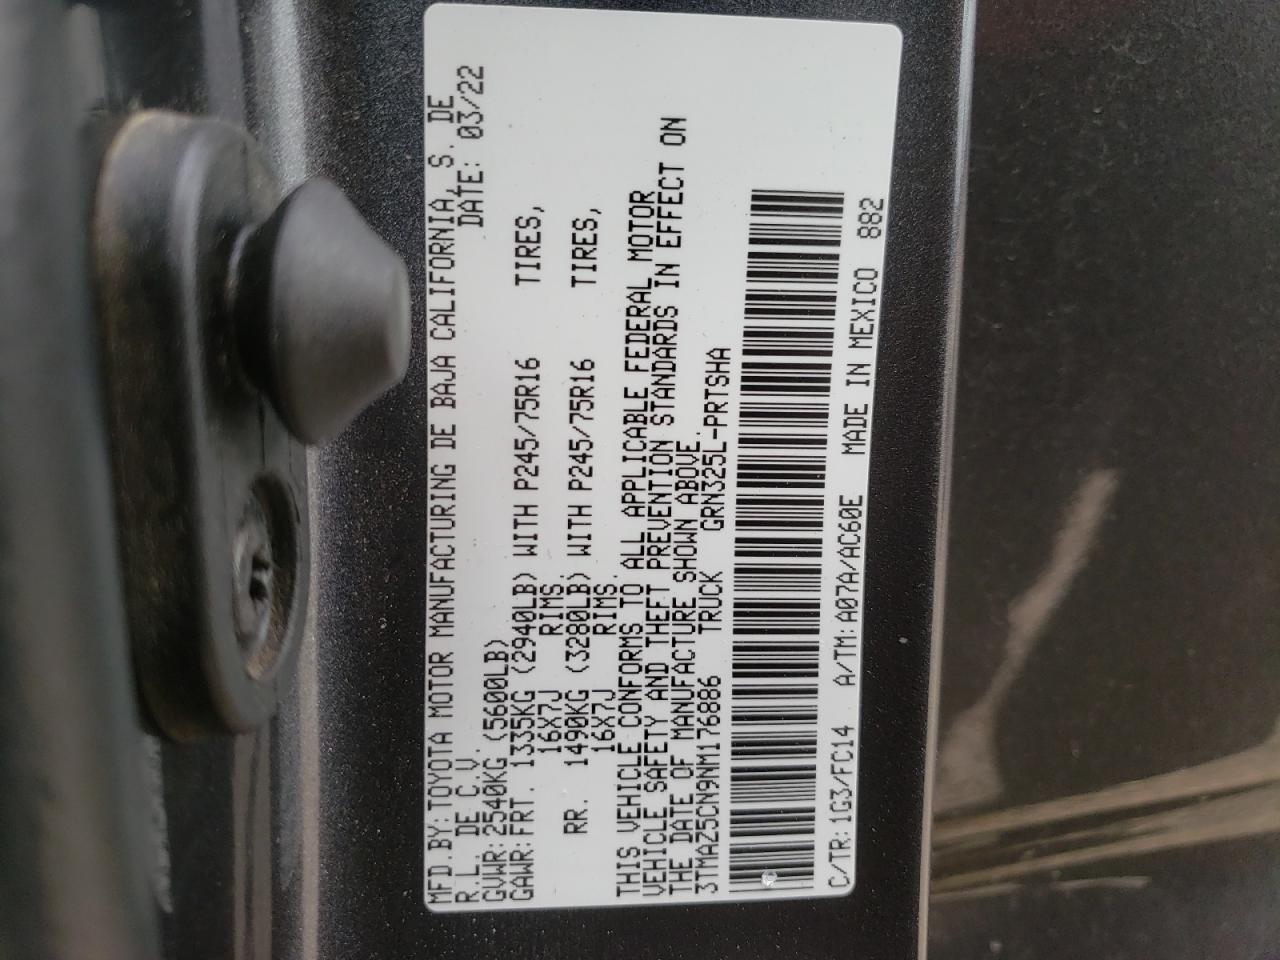 MFD.BY:TOYOTA MOTOR MANUFACTURING DE BAJA CALIFORNIA, S. DE
R.L. DE C.V. DATE: 03/22
GVWR:2540KG (5600LB)
GAWR:FRT. 1335KG (2940LB) WITH P245/75R16 TIRES,
16X7J RIMS
RR. 1490KG (3280LB) WITH P245/75R16 TIRES,
16X7J RIMS
THIS VEHICLE CONFORMS TO ALL APPLICABLE FEDERAL MOTOR
VEHICLE SAFETY AND THEFT PREVENTION STANDARDS IN EFFECT ON
THE DATE OF MANUFACTURE SHOWN ABOVE.
3TMAZ5CN9NM176886 TRUCK GRN325L-PRTSHA
C/TR:1G3/FC14 A/TM:A07A/AC60E MADE IN MEXICO 882